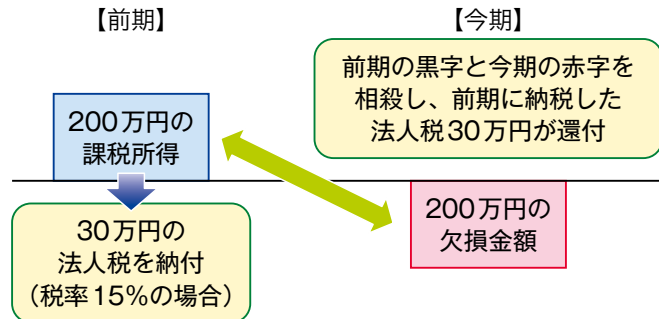 【前期】
【今期】
200万円の
課税所得
前期の黒字と今期の赤字を
相殺し、前期に納税した
法人税30万円が還付
30万円の
法人税を納付
（税率15%の場合）
200万円の
欠損金額